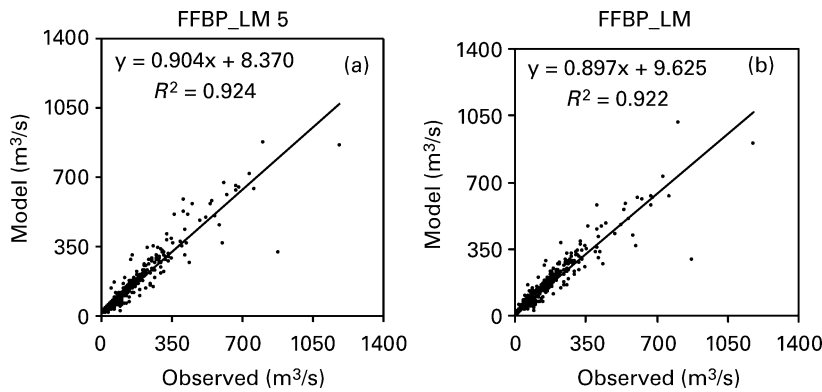 FFBP_LM 5
1400
1050
700
350
0
Model (m³/s)
y = 0.904x + 8.370
(a)
R² = 0.924
0 350 700 1050 1400
Observed (m³/s)
FFBP_LM
1400
1050
700
350
0
Model (m³/s)
y = 0.897x + 9.625
(b)
R² = 0.922
0 350 700 1050 1400
Observed (m³/s)